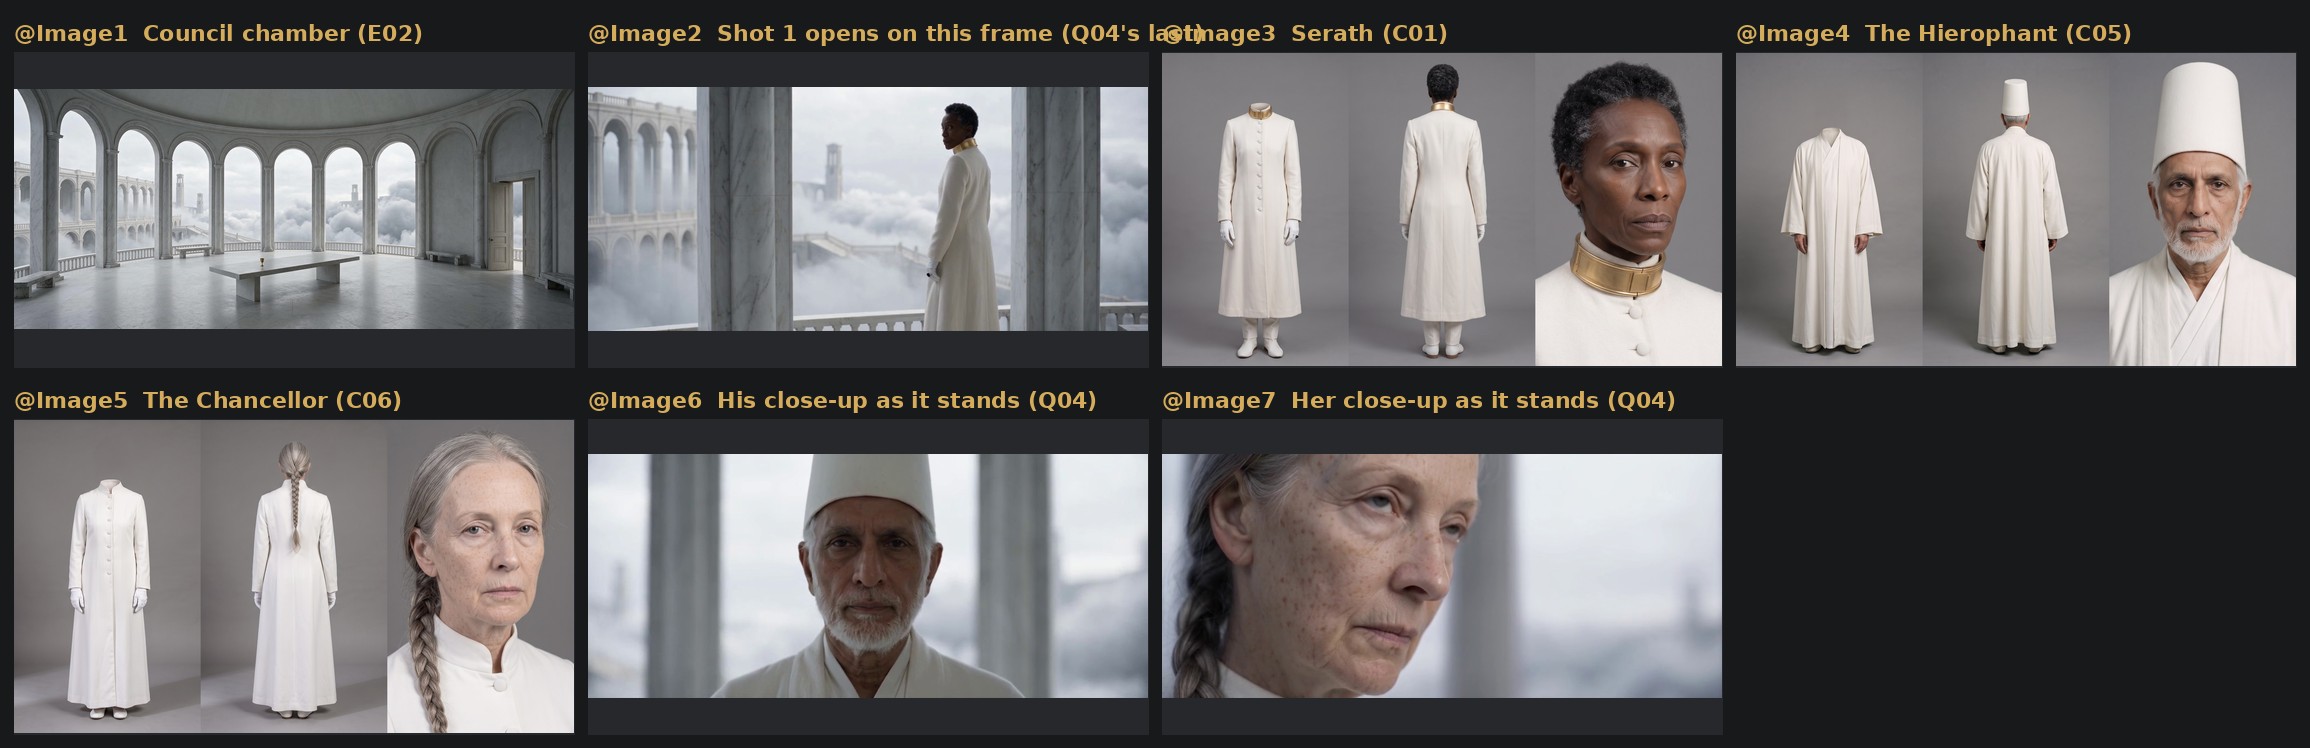 @Image1 Council chamber (E02)
@Image2 Shot 1 opens on this frame (Q04's last)
@Image3 Serath (C01)
@Image4 The Hierophant (C05)
@Image5 The Chancellor (C06)
@Image6 His close-up as it stands (Q04)
@Image7 Her close-up as it stands (Q04)